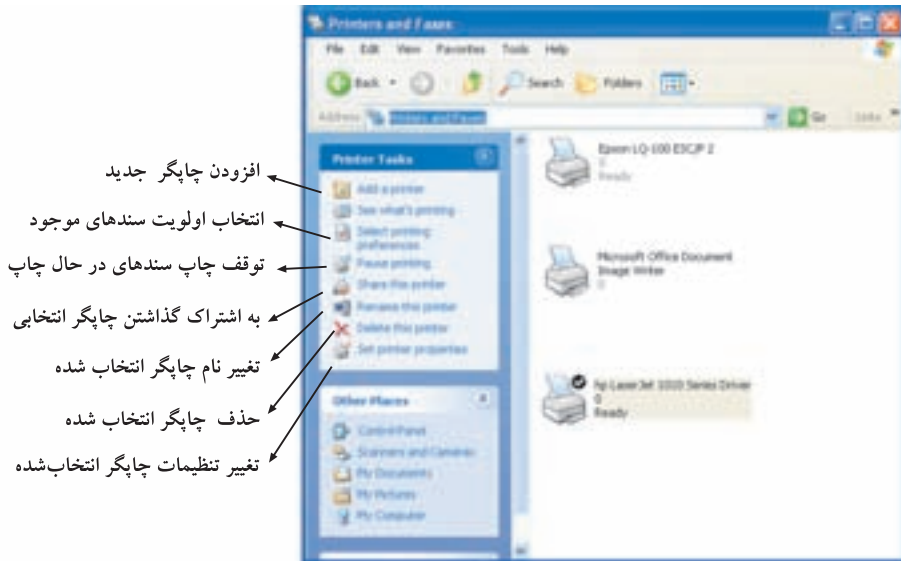 Printers and Faxes
File Edit View Favorites Tools Help
Back Search Folders
Address Printers and Faxes Go Links
Printer Tasks
Add a printer
See what's printing
Select printing
preferences
Pause printing
Share this printer
Rename this printer
Delete this printer
Set printer properties
Other Places
Control Panel
Scanners and Cameras
My Documents
My Pictures
My Computer
Epson LQ-100 ESC/P 2
0
Ready
Microsoft Office Document
Image Writer
0
hp LaserJet 1010 Series Driver
0
Ready
افزودن چاپگر جدید
انتخاب اولویت سندهای موجود
توقف چاپ سندهای در حال چاپ
به اشتراک گذاشتن چاپگر انتخابی
تغییر نام چاپگر انتخاب شده
حذف چاپگر انتخاب شده
تغییر تنظیمات چاپگر انتخاب‌شده